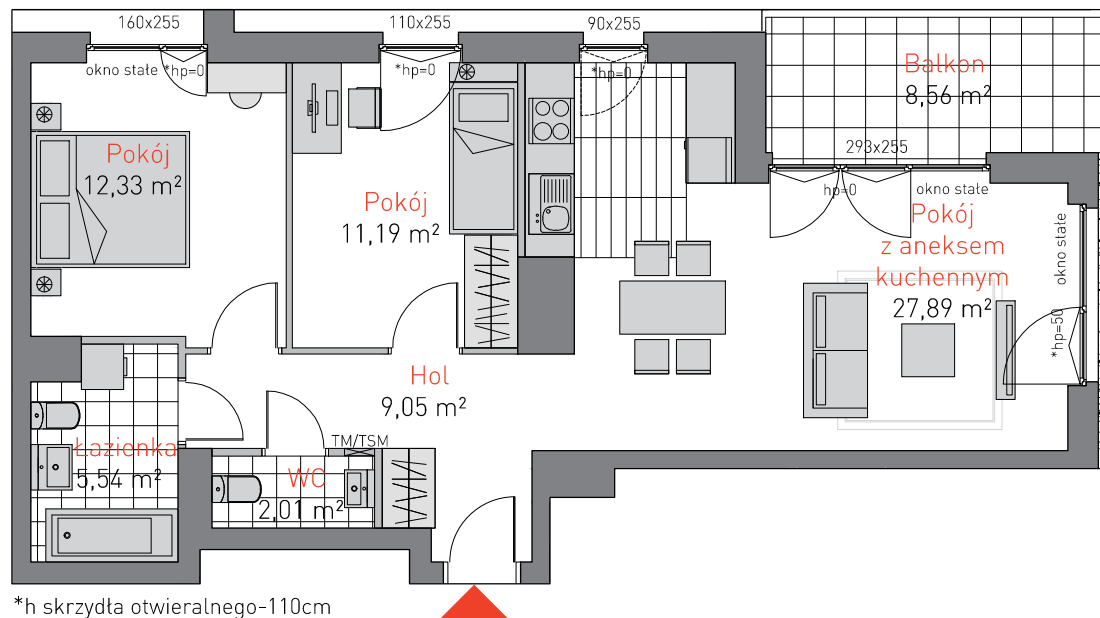 160x255
110x255
90x255
okno stałe
*hp=0
*hp=0
*hp=0
Balkon
8,56 m²
293x255
hp=0
okno stałe
Pokój
12,33 m²
Pokój
11,19 m²
Pokój
z aneksem
kuchennym
27,89 m²
okno stałe
*hp=50
Hol
9,05 m²
TM/TSM
Łazienka
5,54 m²
WC
2,01 m²
*h skrzydła otwieralnego-110cm